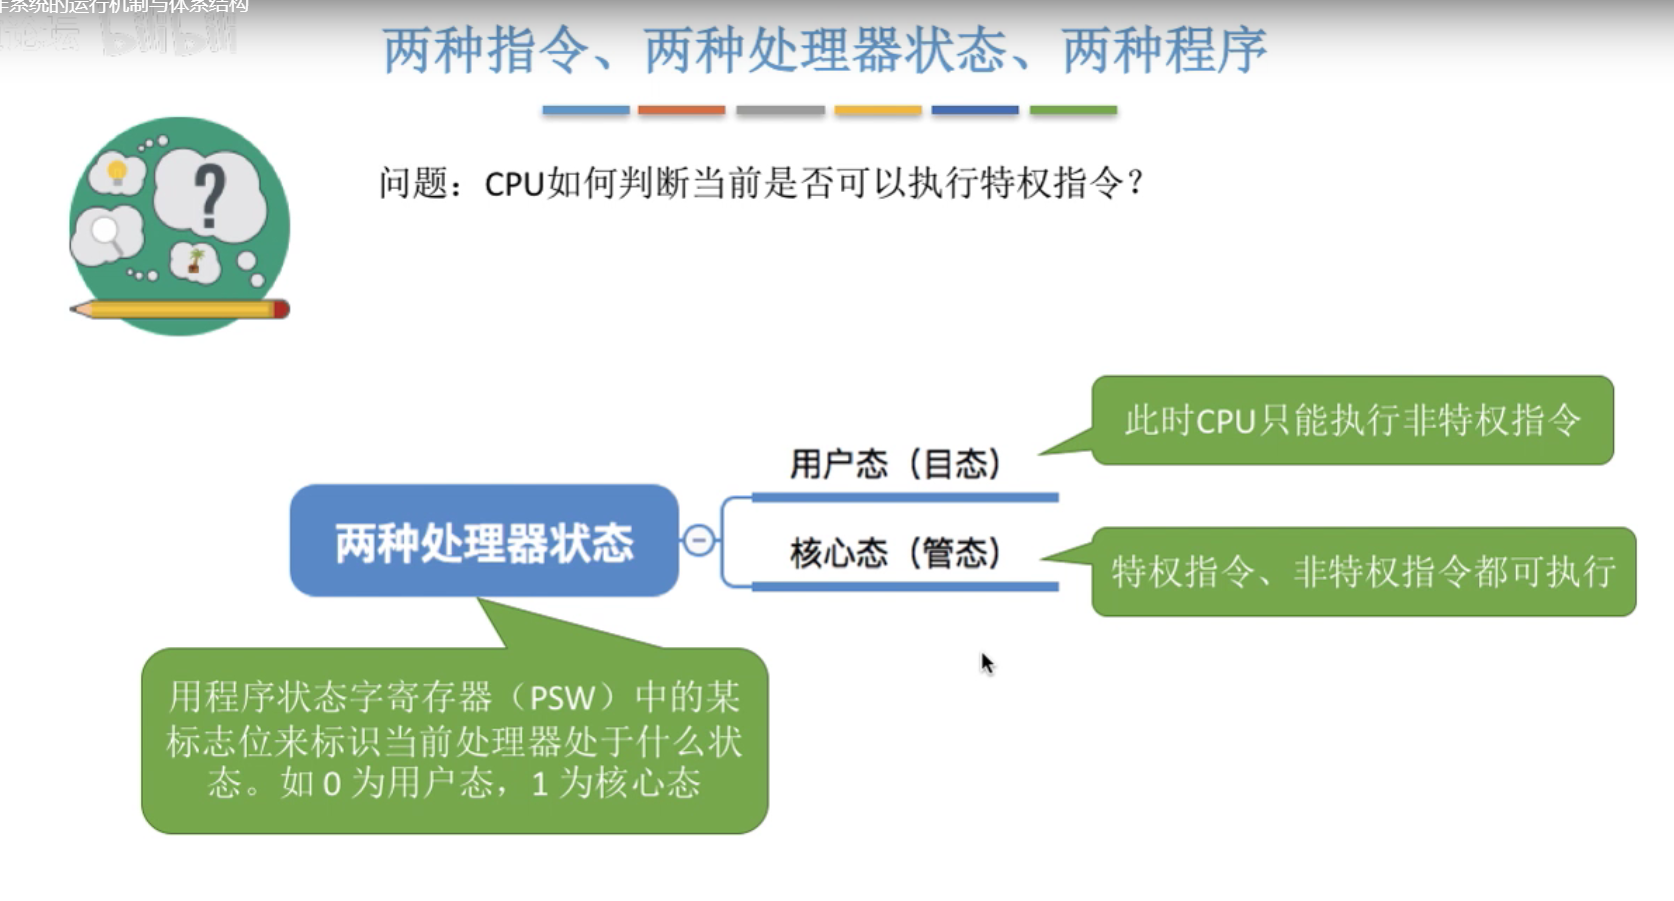 系统的运行机制与体系结构
论坛 bilibili
两种指令、两种处理器状态、两种程序
问题：CPU如何判断当前是否可以执行特权指令？
此时CPU只能执行非特权指令
用户态（目态）
两种处理器状态
核心态（管态）
特权指令、非特权指令都可执行
用程序状态字寄存器（PSW）中的某
标志位来标识当前处理器处于什么状
态。如 0 为用户态，1 为核心态